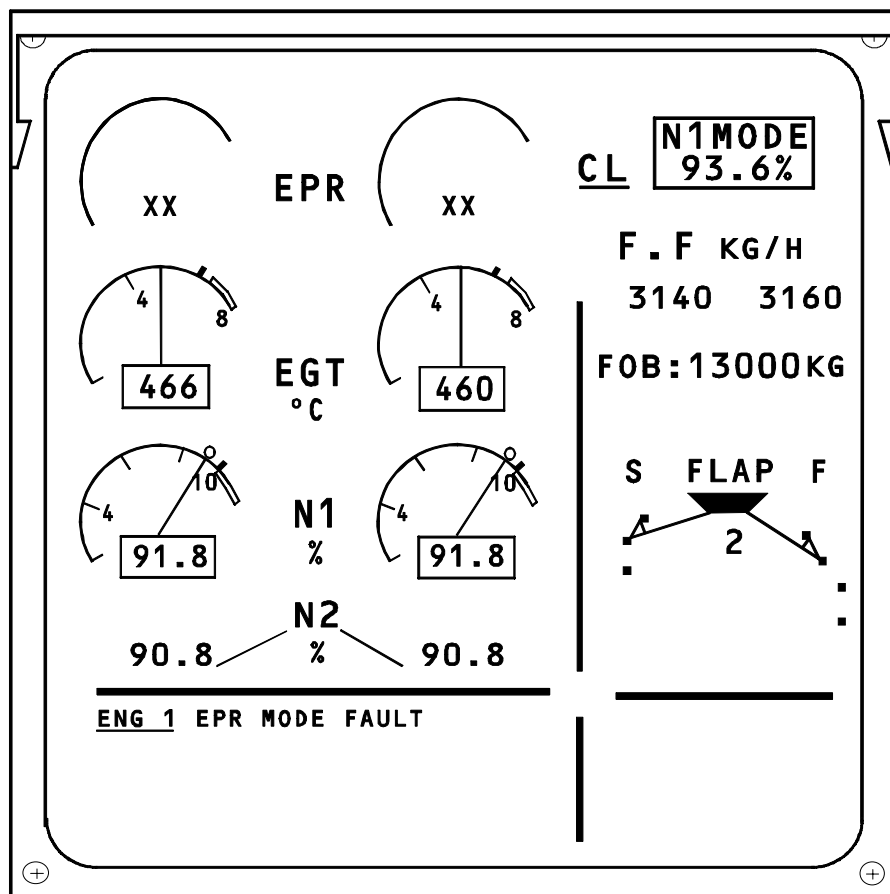 N1MODE
CL 93.6%
XX EPR XX
F.F KG/H
3140 3160
4 8 4 8
FOB:13000KG
466 EGT 460
°C
S FLAP F
4 10 4 10
N1
2
91.8 % 91.8
N2
90.8 % 90.8
ENG 1 EPR MODE FAULT